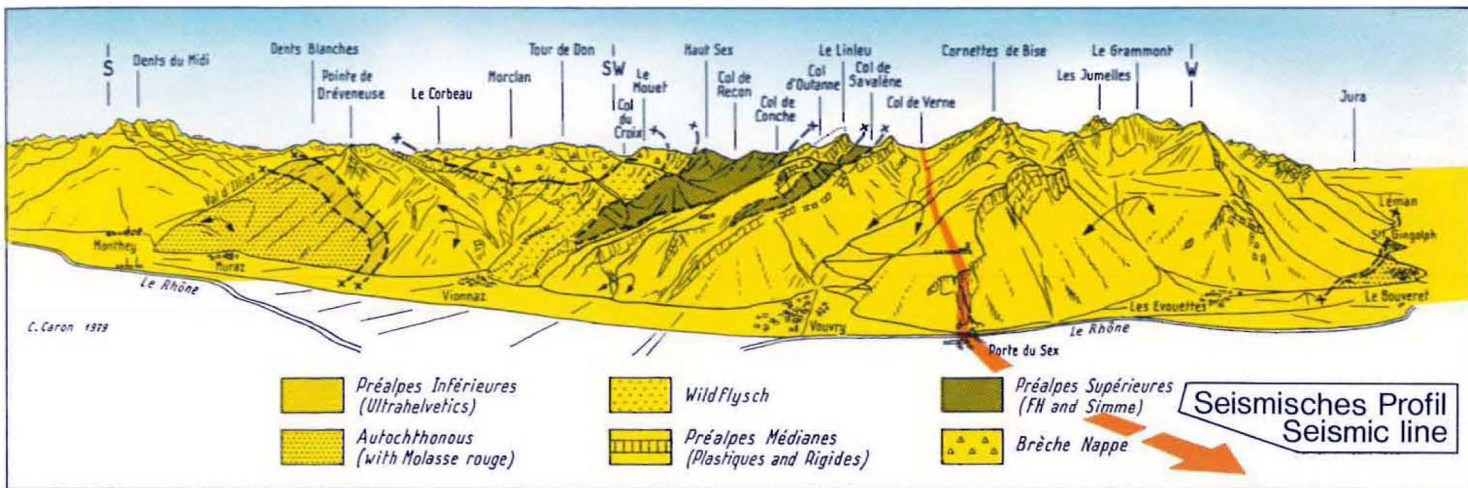 S
Dents du Midi
Dents Blanches
Pointe de
Dréveneuse
Le Corbeau
Morclan
Tour de Don
SW
Col
du
Croix
Le
Mouet
Haut Sex
Col de
Recon
Col de
Conche
Col
d'Outanne
Le Linleu
Col de
Savalène
Col de Verne
Cornettes de Bise
Les Jumelles
Le Grammont
W
Jura
Val d'Illiez
Monthey
Muraz
Le Rhône
Vionnaz
Vouvry
Porte du Sex
Les Evouettes
Le Rhône
Léman
St. Gingolph
Le Bouveret
C. Caron 1979
Préalpes Inférieures
(Ultrahelvetics)
Autochthonous
(with Molasse rouge)
Wildflysch
Préalpes Médianes
(Plastiques and Rigides)
Préalpes Supérieures
(FH and Simme)
Brèche Nappe
Seismisches Profil
Seismic line